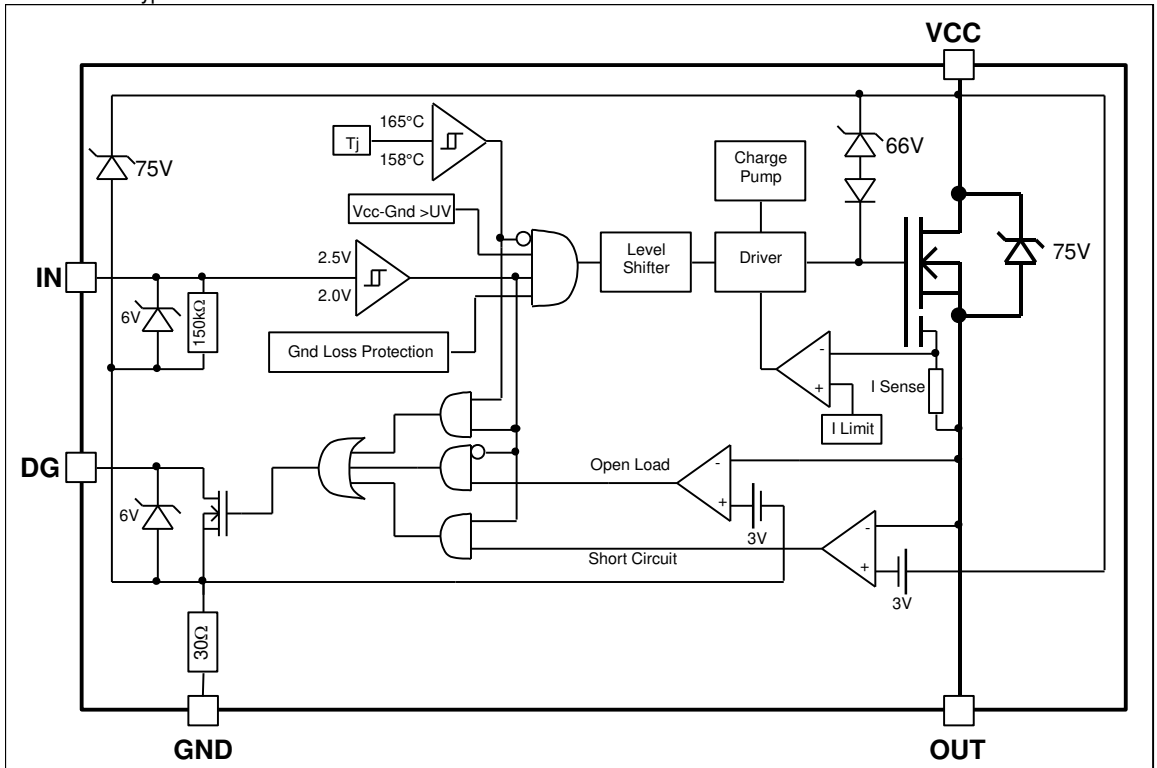 VCC
75V
165°C
Tj
158°C
Charge
Pump
66V
Vcc-Gnd >UV
2.5V
IN
2.0V
Level
Shifter
Driver
75V
6V
150kΩ
Gnd Loss Protection
-
+
I Sense
I Limit
DG
Open Load
-
+
3V
6V
Short Circuit
-
+
3V
30Ω
GND
OUT